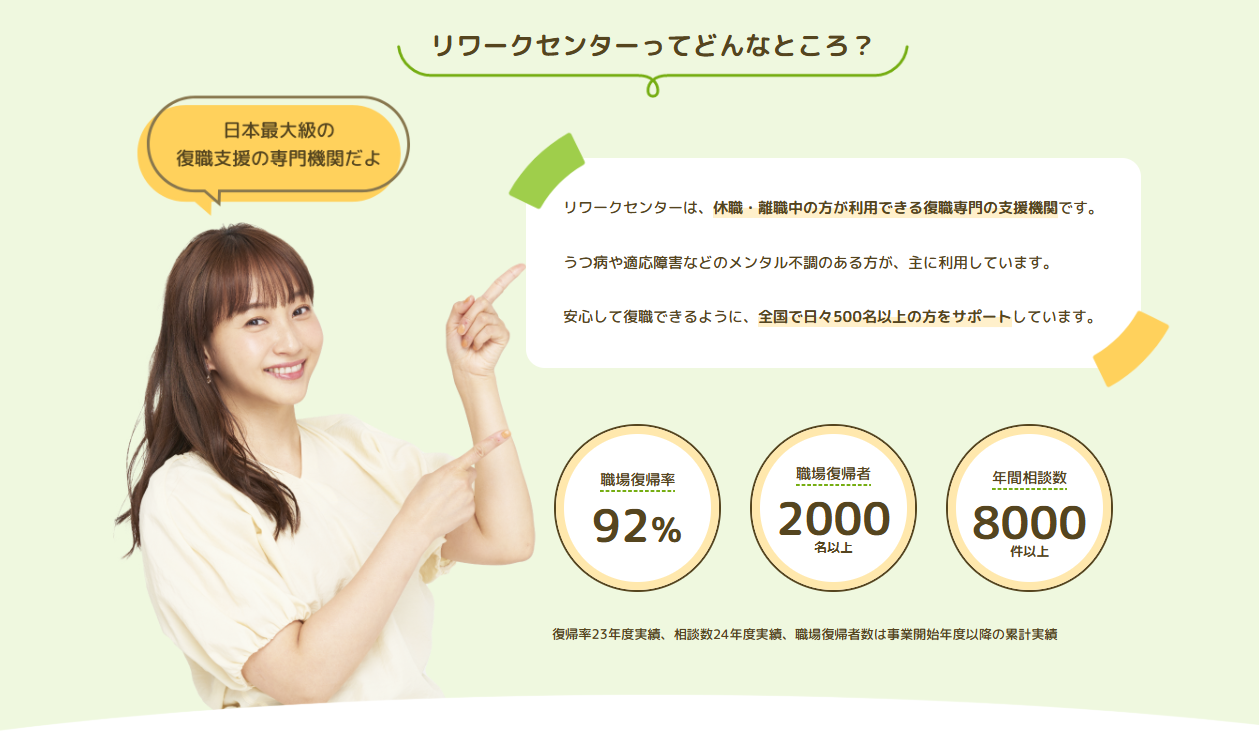 リワークセンターってどんなところ？
日本最大級の
復職支援の専門機関だよ
リワークセンターは、休職・離職中の方が利用できる復職専門の支援機関です。
うつ病や適応障害などのメンタル不調のある方が、主に利用しています。
安心して復職できるように、全国で日々500名以上の方をサポートしています。
職場復帰率
92%
職場復帰者
2000
名以上
年間相談数
8000
件以上
復帰率23年度実績、相談数24年度実績、職場復帰者数は事業開始年度以降の累計実績